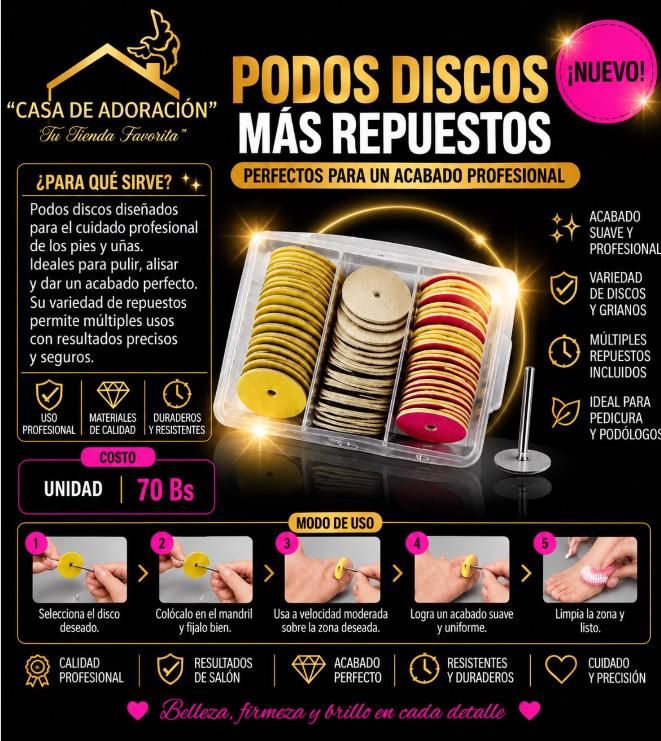 "CASA DE ADORACIÓN"
"Tu Tienda Favorita"
PODOS DISCOS
MÁS REPUESTOS
PERFECTOS PARA UN ACABADO PROFESIONAL
¡NUEVO!
¿PARA QUÉ SIRVE?
Podos discos diseñados
para el cuidado profesional
de los pies y uñas.
Ideales para pulir, alisar
y dar un acabado perfecto.
Su variedad de repuestos
permite múltiples usos
con resultados precisos
y seguros.
USO
PROFESIONAL
MATERIALES
DE CALIDAD
DURADEROS
Y RESISTENTES
ACABADO
SUAVE Y
PROFESIONAL
VARIEDAD
DE DISCOS
Y GRIANOS
MÚLTIPLES
REPUESTOS
INCLUIDOS
IDEAL PARA
PEDICURA
Y PODÓLOGOS
COSTO
UNIDAD
70 Bs
MODO DE USO
1
Selecciona el disco
deseado.
2
Colócalo en el mandril
y fijalo bien.
3
Usa a velocidad moderada
sobre la zona deseada.
4
Logra un acabado suave
y uniforme.
5
Limpia la zona y
listo.
CALIDAD
PROFESIONAL
RESULTADOS
DE SALÓN
ACABADO
PERFECTO
RESISTENTES
Y DURADEROS
CUIDADO
Y PRECISIÓN
Belleza, firmeza y brillo en cada detalle